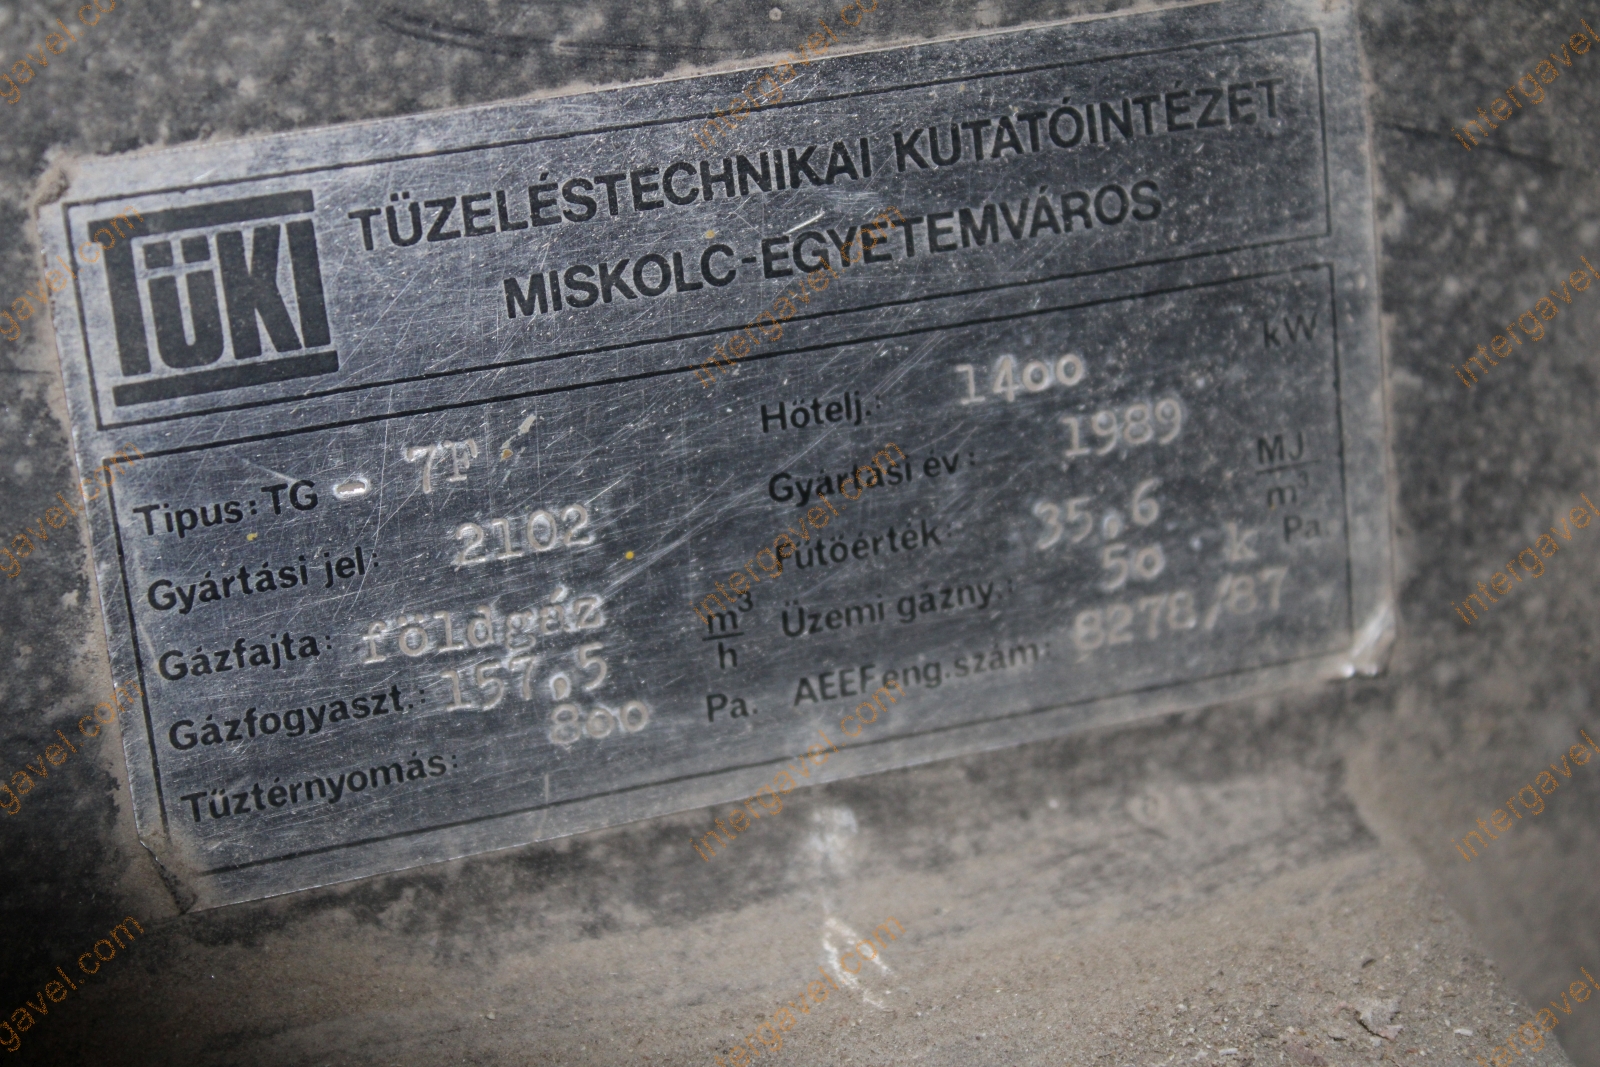 TÜKI
TÜZELÉSTECHNIKAI KUTATÓINTÉZET
MISKOLC-EGYETEMVÁROS
Tipus: TG - 7F
Gyártási jel: 2102
Gázfajta: földgáz
Gázfogyaszt.: 157,5 m³/h
Tűztérnyomás: 800 Pa.
Hőtelj.: 1400 kW
Gyártási év: 1989
Fűtőérték: 35,6 MJ/m³
Üzemi gázny.: 50 k Pa.
AEEF eng.szám: 8278/87
intergavel.com